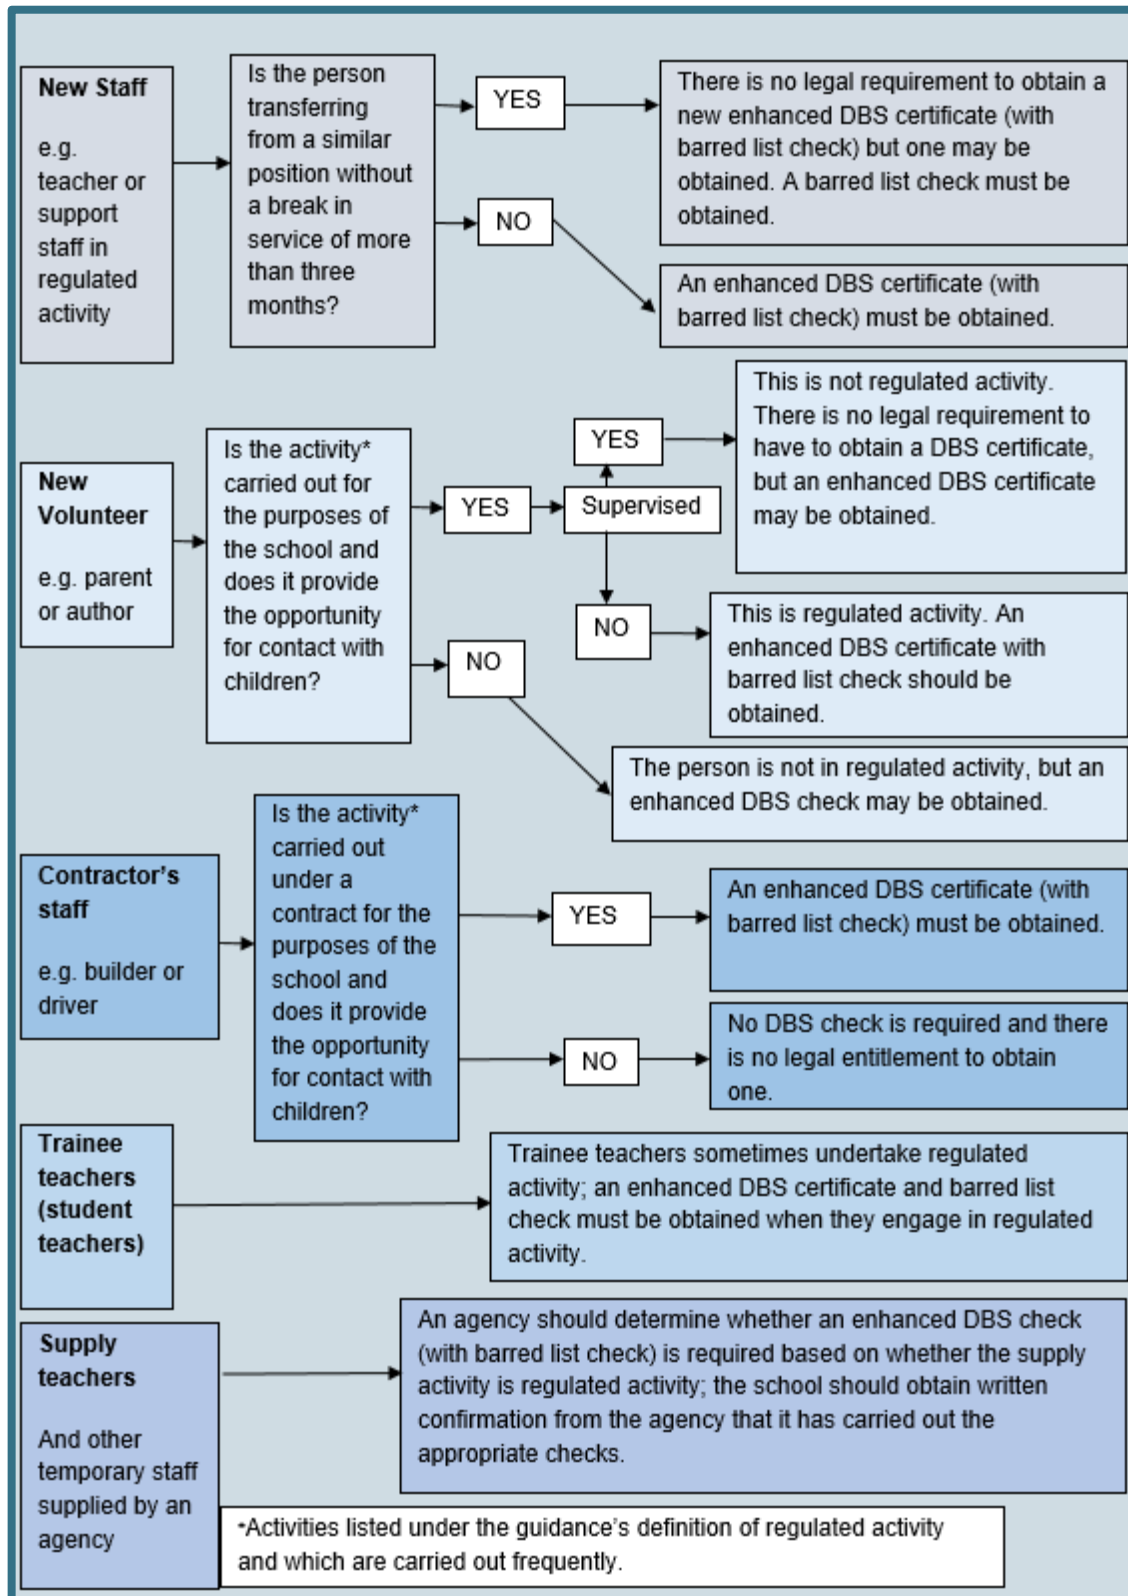 New Staff
e.g.
teacher or
support
staff in
regulated
activity
Is the person
transferring
from a similar
position without
a break in
service of more
than three
months?
YES
There is no legal requirement to obtain a
new enhanced DBS certificate (with
barred list check) but one may be
obtained. A barred list check must be
obtained.
NO
An enhanced DBS certificate (with
barred list check) must be obtained.
New
Volunteer
e.g. parent
or author
Is the activity*
carried out for
the purposes of
the school and
does it provide
the opportunity
for contact with
children?
YES
Supervised
YES
This is not regulated activity.
There is no legal requirement to
have to obtain a DBS certificate,
but an enhanced DBS certificate
may be obtained.
NO
This is regulated activity. An
enhanced DBS certificate with
barred list check should be
obtained.
NO
The person is not in regulated activity, but an
enhanced DBS check may be obtained.
Contractor's
staff
e.g. builder or
driver
Is the activity*
carried out
under a
contract for the
purposes of the
school and
does it provide
the opportunity
for contact with
children?
YES
An enhanced DBS certificate (with
barred list check) must be obtained.
NO
No DBS check is required and there
is no legal entitlement to obtain
one.
Trainee
teachers
(student
teachers)
Trainee teachers sometimes undertake regulated
activity; an enhanced DBS certificate and barred list
check must be obtained when they engage in regulated
activity.
Supply
teachers
And other
temporary staff
supplied by an
agency
An agency should determine whether an enhanced DBS check
(with barred list check) is required based on whether the supply
activity is regulated activity; the school should obtain written
confirmation from the agency that it has carried out the
appropriate checks.
*Activities listed under the guidance's definition of regulated activity
and which are carried out frequently.